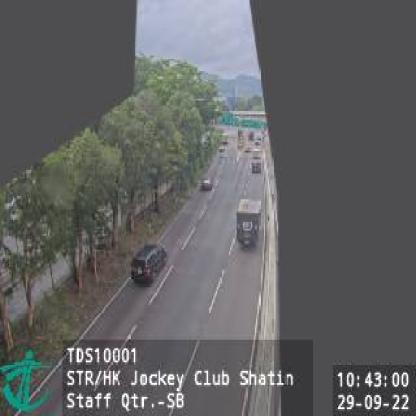 TDS10001
STR/HK Jockey Club Shatin
Staff Qtr.-SB
10:43:00
29-09-22